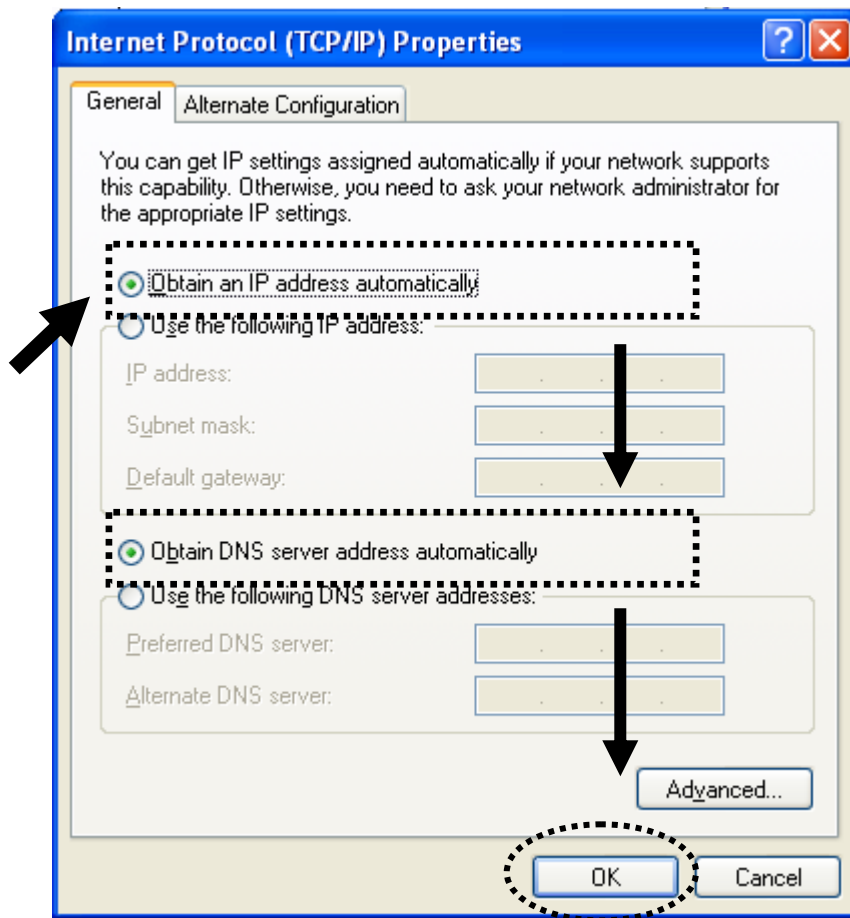 Internet Protocol (TCP/IP) Properties
General
Alternate Configuration
You can get IP settings assigned automatically if your network supports
this capability. Otherwise, you need to ask your network administrator for
the appropriate IP settings.
Obtain an IP address automatically
Use the following IP address:
IP address:
Subnet mask:
Default gateway:
Obtain DNS server address automatically
Use the following DNS server addresses:
Preferred DNS server:
Alternate DNS server:
Advanced...
OK
Cancel